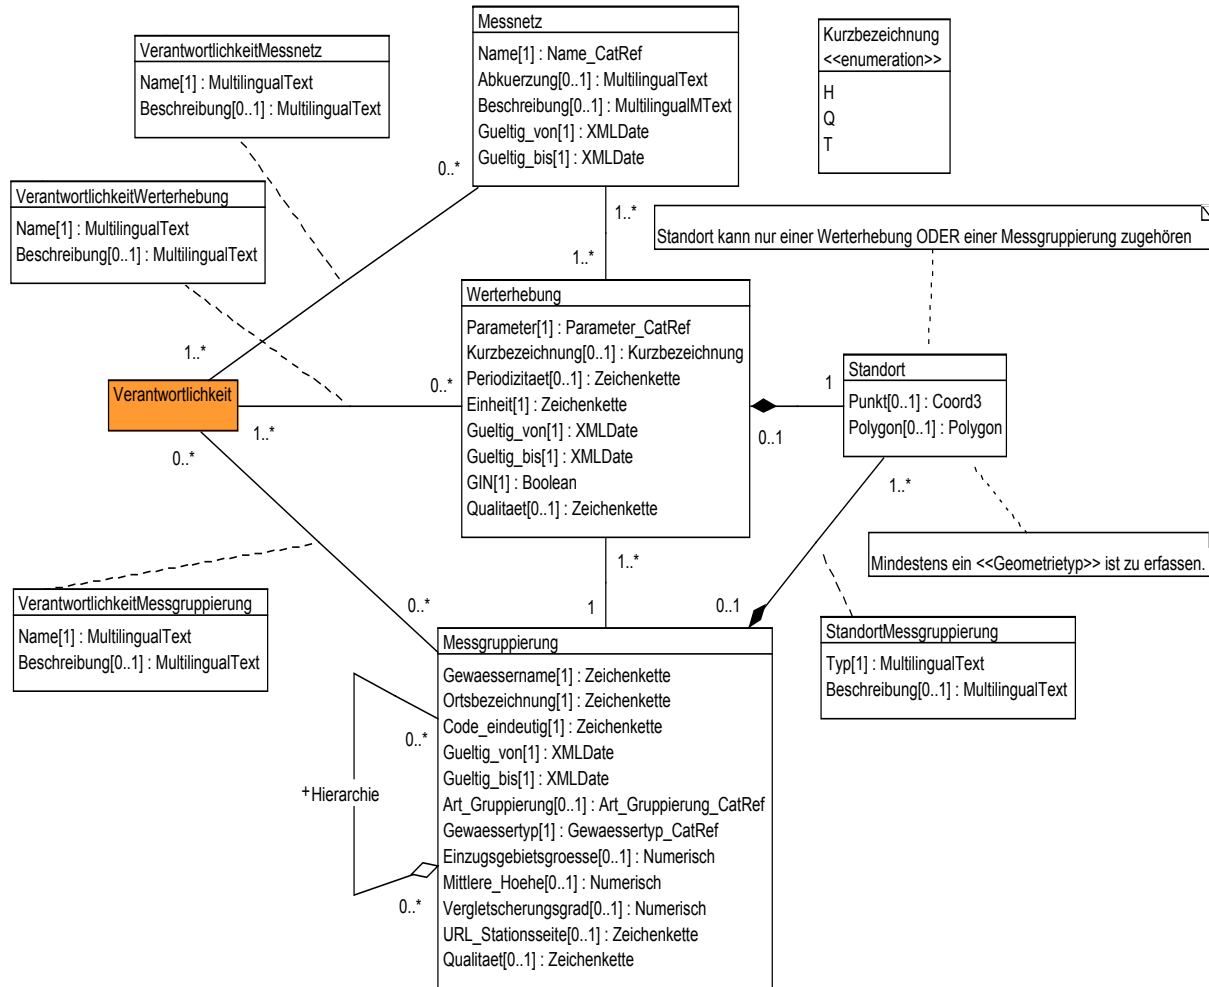 Messnetz
Name[1] : Name_CatRef
Abkuerzung[0..1] : MultilingualText
Beschreibung[0..1] : MultilingualMText
Gueltig_von[1] : XMLDate
Gueltig_bis[1] : XMLDate
Kurzbezeichnung
<<enumeration>>
H
Q
T
VerantwortlichkeitMessnetz
Name[1] : MultilingualText
Beschreibung[0..1] : MultilingualText
VerantwortlichkeitWerterhebung
Name[1] : MultilingualText
Beschreibung[0..1] : MultilingualText
0..*
1..*
1..*
Standort kann nur einer Werterhebung ODER einer Messgruppierung zugehören
Werterhebung
Parameter[1] : Parameter_CatRef
Kurzbezeichnung[0..1] : Kurzbezeichnung
Periodizitaet[0..1] : Zeichenkette
Einheit[1] : Zeichenkette
Gueltig_von[1] : XMLDate
Gueltig_bis[1] : XMLDate
GIN[1] : Boolean
Qualitaet[0..1] : Zeichenkette
1..*
Verantwortlichkeit
0..*
1..*
0..*
1
0..1
Standort
Punkt[0..1] : Coord3
Polygon[0..1] : Polygon
1..*
Mindestens ein <<Geometrietyp>> ist zu erfassen.
1..*
1
0..*
0..1
VerantwortlichkeitMessgruppierung
Name[1] : MultilingualText
Beschreibung[0..1] : MultilingualText
StandortMessgruppierung
Typ[1] : MultilingualText
Beschreibung[0..1] : MultilingualText
Messgruppierung
Gewaessername[1] : Zeichenkette
Ortsbezeichnung[1] : Zeichenkette
Code_eindeutig[1] : Zeichenkette
Gueltig_von[1] : XMLDate
Gueltig_bis[1] : XMLDate
Art_Gruppierung[0..1] : Art_Gruppierung_CatRef
Gewaessertyp[1] : Gewaessertyp_CatRef
Einzugsgebietsgroesse[0..1] : Numerisch
Mittlere_Hoehe[0..1] : Numerisch
Vergletscherungsgrad[0..1] : Numerisch
URL_Stationsseite[0..1] : Zeichenkette
Qualitaet[0..1] : Zeichenkette
0..*
+Hierarchie
0..*